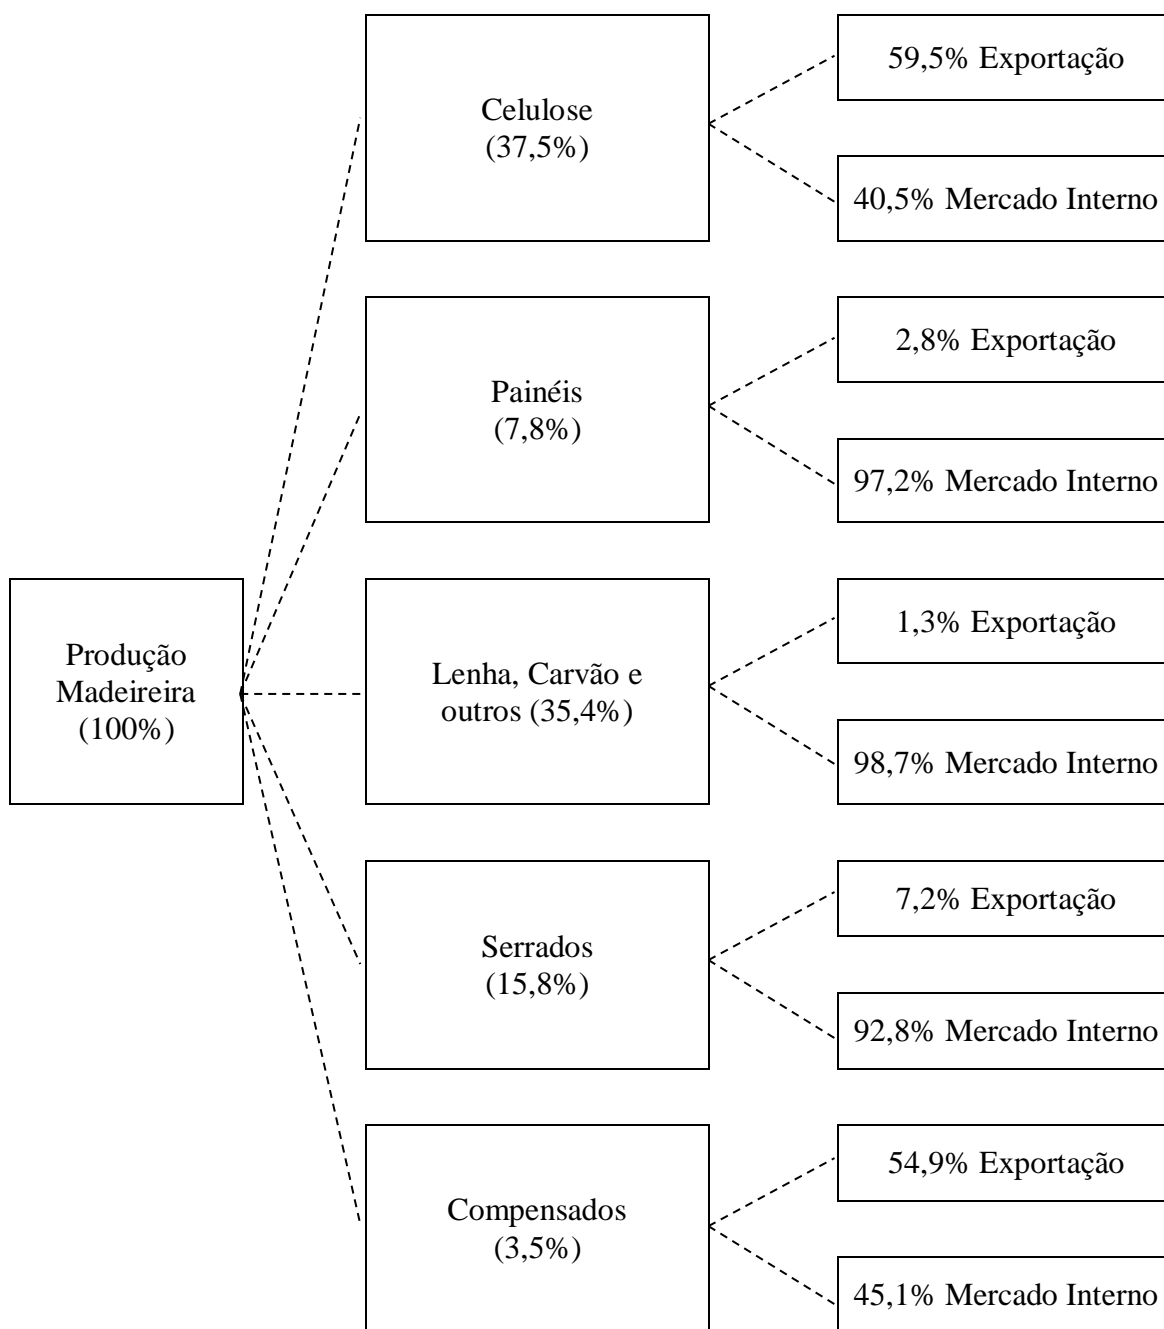 Produção
Madeireira
(100%)
Celulose
(37,5%)
59,5% Exportação
40,5% Mercado Interno
Painéis
(7,8%)
2,8% Exportação
97,2% Mercado Interno
Lenha, Carvão e
outros (35,4%)
1,3% Exportação
98,7% Mercado Interno
Serrados
(15,8%)
7,2% Exportação
92,8% Mercado Interno
Compensados
(3,5%)
54,9% Exportação
45,1% Mercado Interno